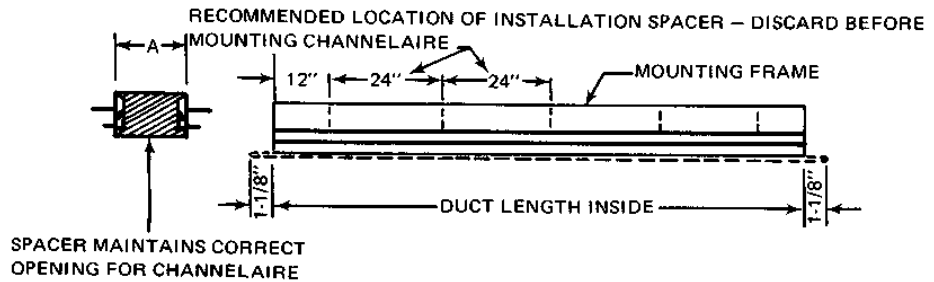 RECOMMENDED LOCATION OF INSTALLATION SPACER – DISCARD BEFORE
MOUNTING CHANNELAIRE
A
12"
24"
24"
MOUNTING FRAME
1-1/8"
DUCT LENGTH INSIDE
1-1/8"
SPACER MAINTAINS CORRECT
OPENING FOR CHANNELAIRE